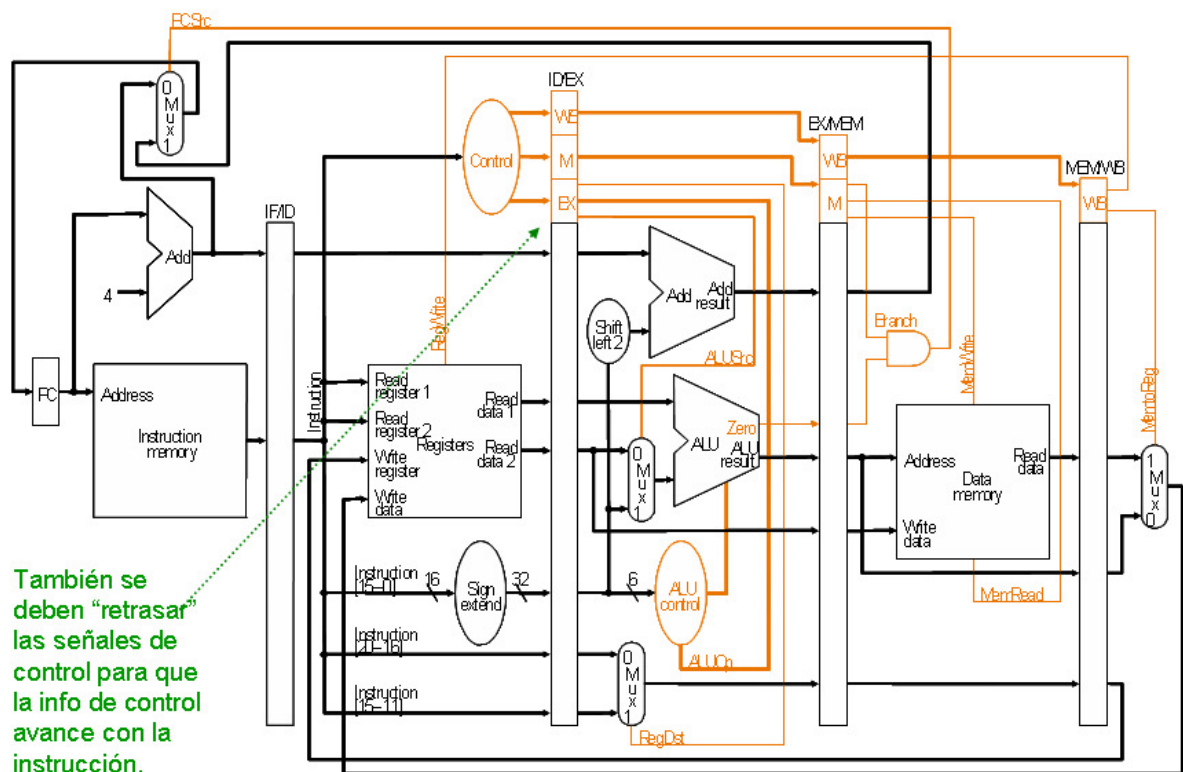 PCSrc
0
M
u
x
1
ID/EX
WB
Control
M
EX
EX/MEM
WB
M
MEM/WB
WB
IF/ID
Add
4
Add
Add
result
Shift
left 2
RegWrite
ALUSrc
Branch
MemWrite
MemtoReg
PC
Address
Instruction
memory
Instruction
Read
register 1
Read
register 2
Write
register
Write
data
Registers
Read
data 1
Read
data 2
0
M
u
x
1
Zero
ALU
ALU
result
Address
Read
data
Data
memory
Write
data
1
M
u
x
0
Instruction
[15–0]
16
Sign
extend
32
6
ALU
control
MemRead
Instruction
[20–16]
ALUOp
Instruction
[15–11]
0
M
u
x
1
RegDst
También se
deben “retrasar”
las señales de
control para que
la info de control
avance con la
instrucción.